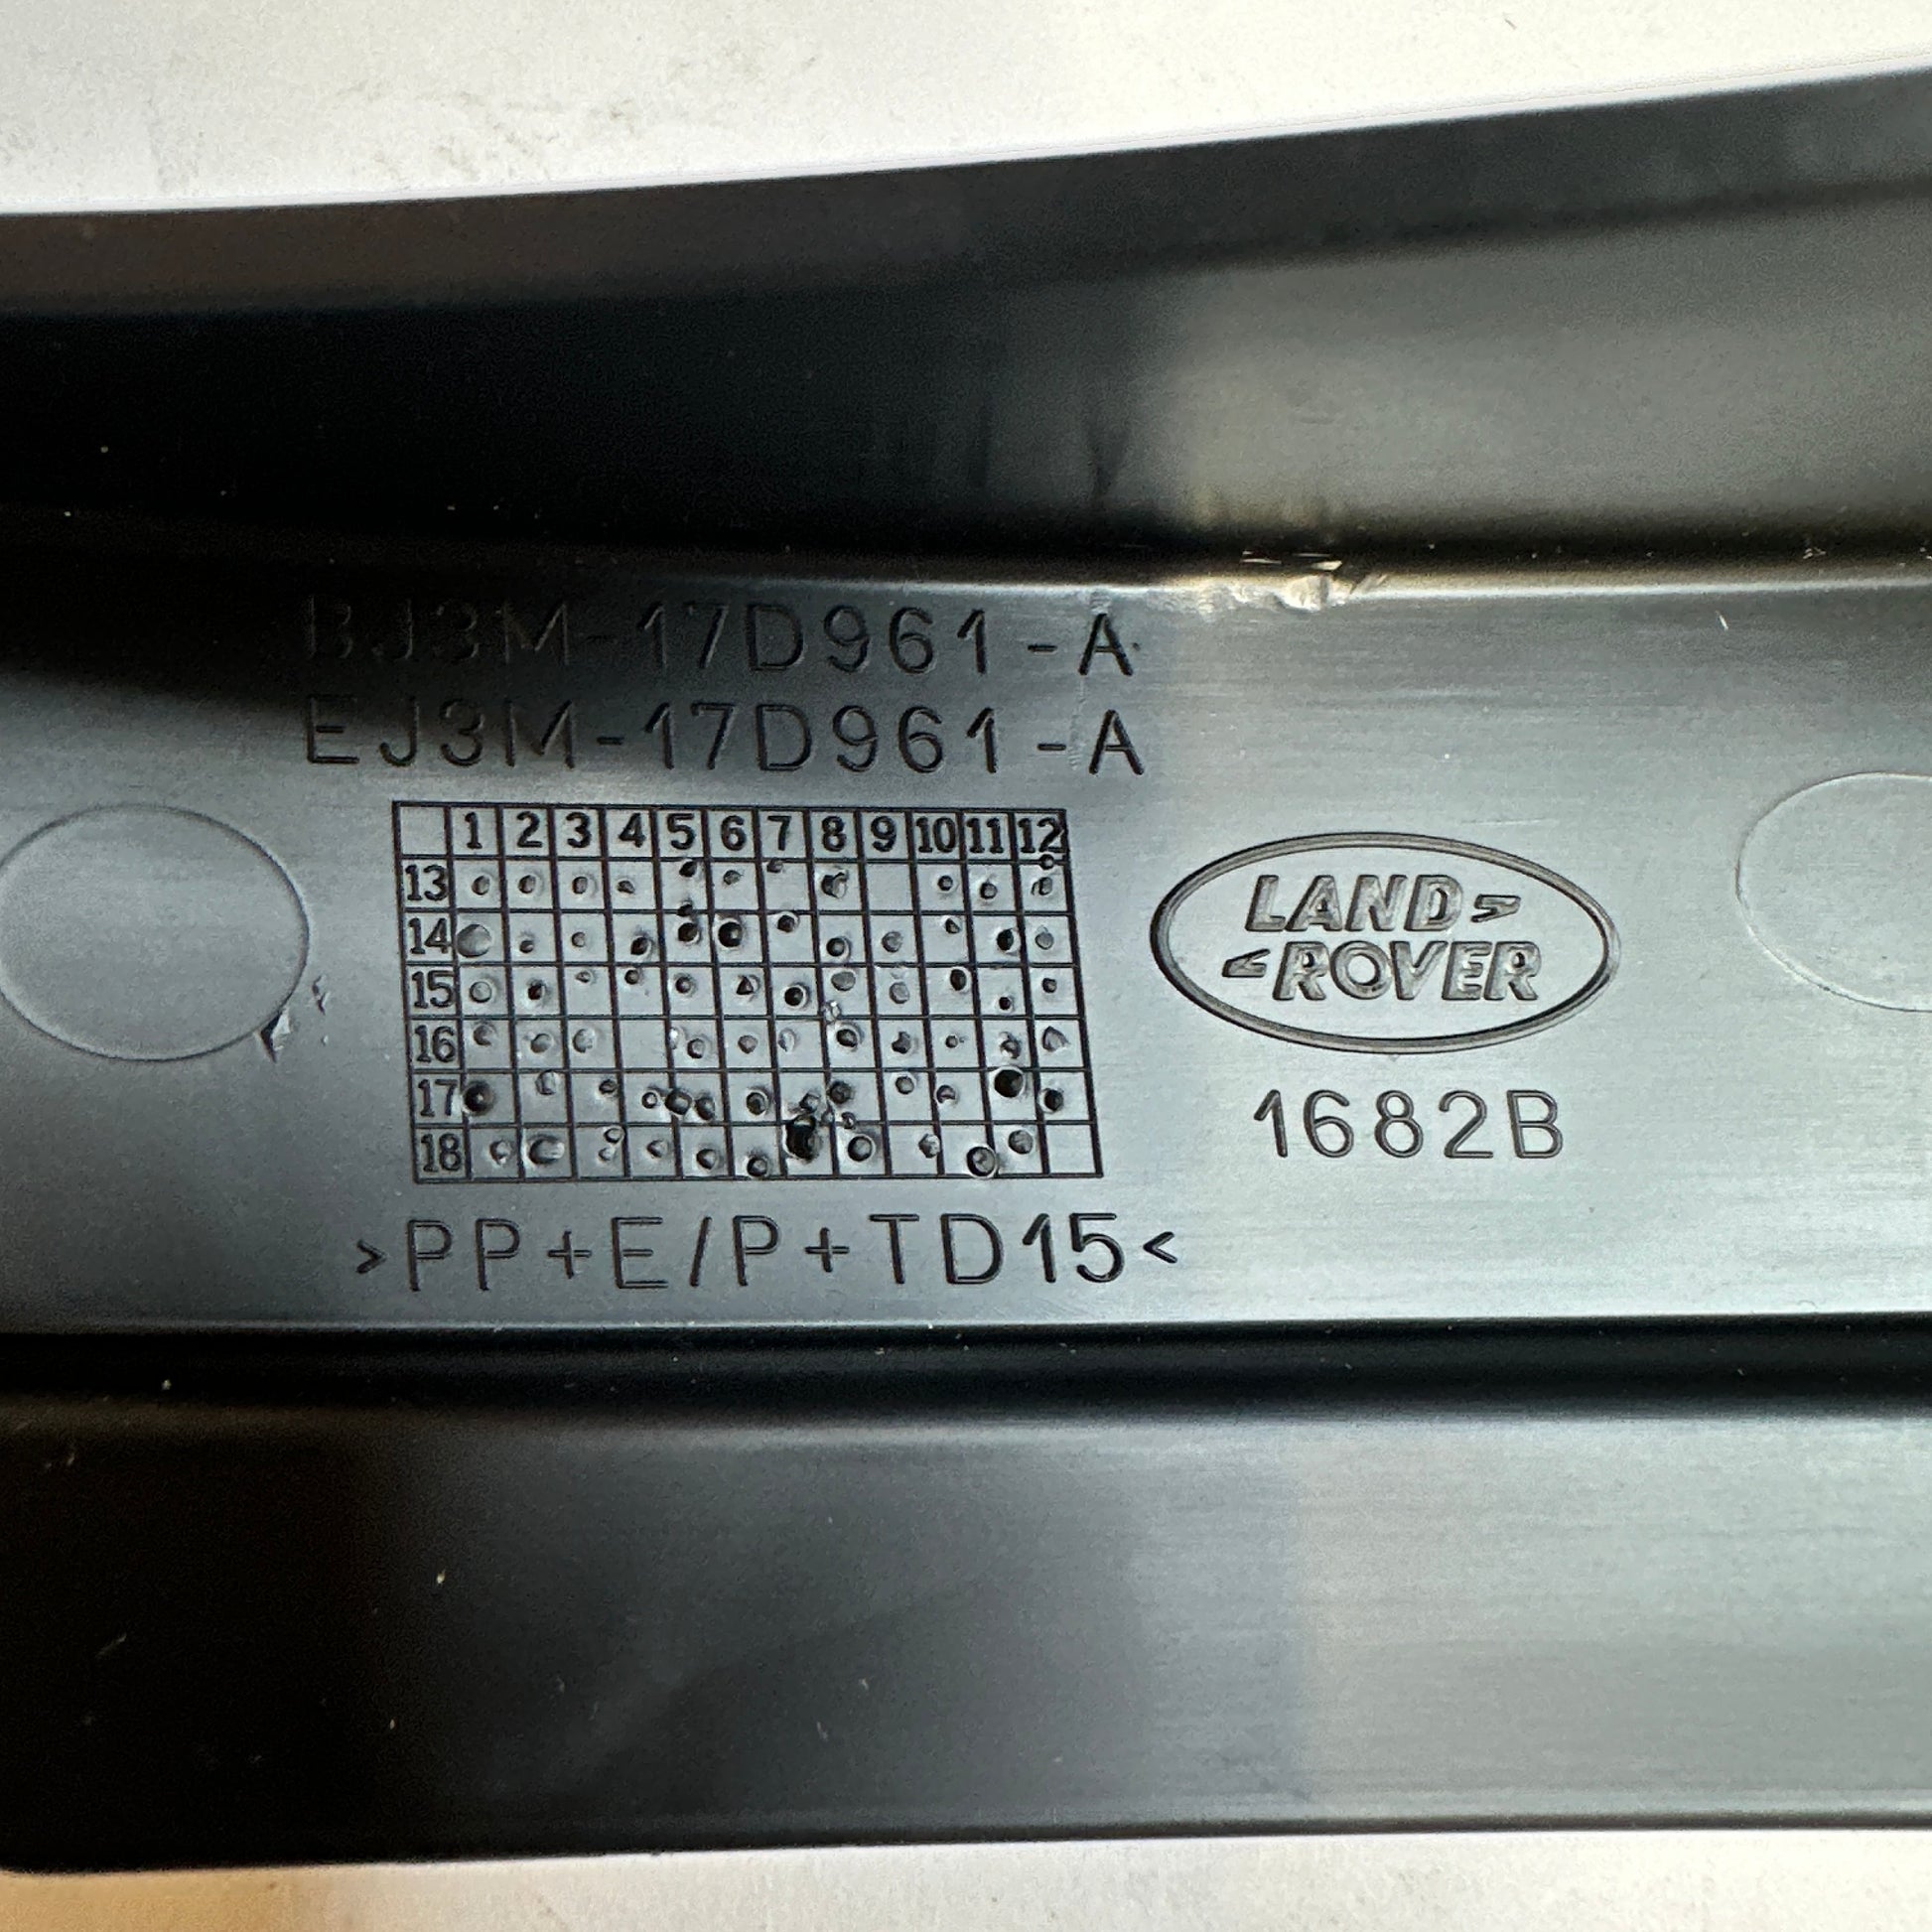 BJ3M-17D961-A
EJ3M-17D961-A
1 2 3 4 5 6 7 8 9 10 11 12
13
14
15
16
17
18
LAND
ROVER
1682B
>PP+E/P+TD15<